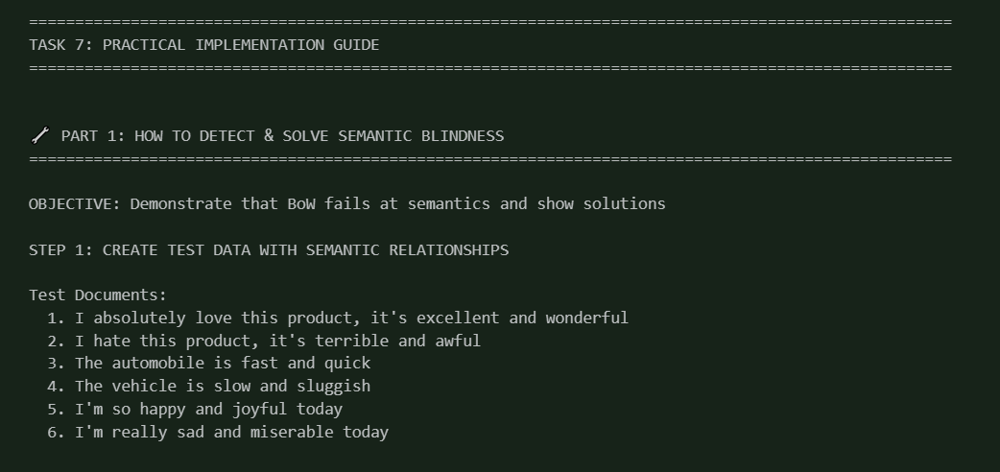 ====================================================================================================
TASK 7: PRACTICAL IMPLEMENTATION GUIDE
====================================================================================================
🔧 PART 1: HOW TO DETECT & SOLVE SEMANTIC BLINDNESS
====================================================================================================
OBJECTIVE: Demonstrate that BoW fails at semantics and show solutions
STEP 1: CREATE TEST DATA WITH SEMANTIC RELATIONSHIPS
Test Documents:
1. I absolutely love this product, it's excellent and wonderful
2. I hate this product, it's terrible and awful
3. The automobile is fast and quick
4. The vehicle is slow and sluggish
5. I'm so happy and joyful today
6. I'm really sad and miserable today